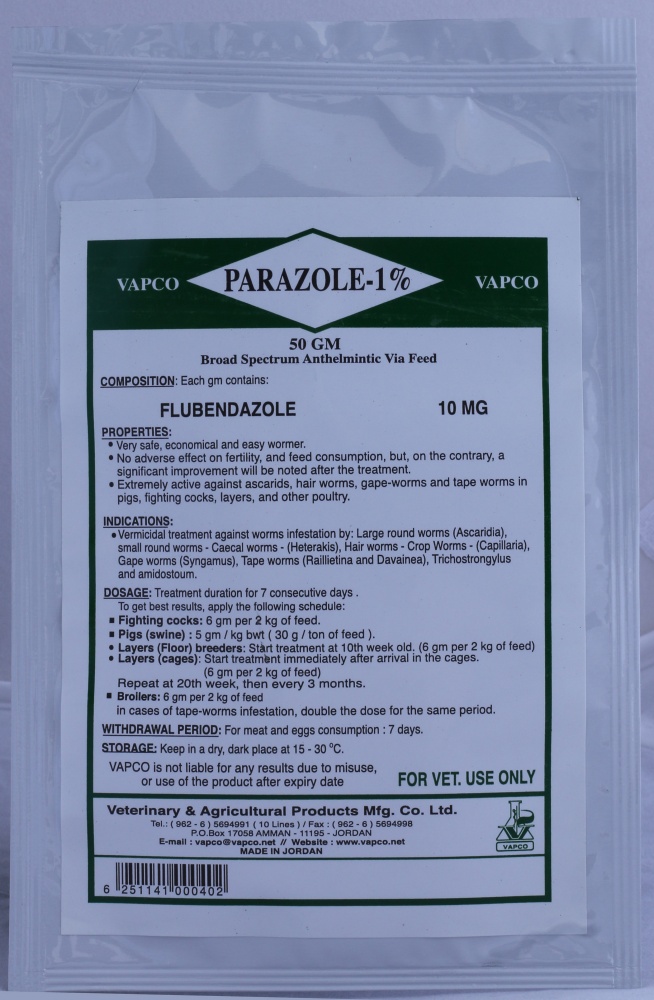 VAPCO PARAZOLE-1% VAPCO
50 GM
Broad Spectrum Anthelmintic Via Feed
COMPOSITION: Each gm contains:
FLUBENDAZOLE 10 MG
PROPERTIES:
• Very safe, economical and easy wormer.
• No adverse effect on fertility, and feed consumption, but, on the contrary, a
significant improvement will be noted after the treatment.
• Extremely active against ascarids, hair worms, gape-worms and tape worms in
pigs, fighting cocks, layers, and other poultry.
INDICATIONS:
• Vermicidal treatment against worms infestation by: Large round worms (Ascaridia),
small round worms - Caecal worms - (Heterakis), Hair worms - Crop Worms - (Capillaria),
Gape worms (Syngamus), Tape worms (Raillietina and Davainea), Trichostrongylus
and amidostoum.
DOSAGE: Treatment duration for 7 consecutive days .
To get best results, apply the following schedule:
▪ Fighting cocks: 6 gm per 2 kg of feed.
▪ Pigs (swine) : 5 gm / kg bwt ( 30 g / ton of feed ).
• Layers (Floor) breeders: Start treatment at 10th week old. (6 gm per 2 kg of feed)
• Layers (cages): Start treatment immediately after arrival in the cages.
(6 gm per 2 kg of feed)
Repeat at 20th week, then every 3 months.
▪ Broilers: 6 gm per 2 kg of feed
in cases of tape-worms infestation, double the dose for the same period.
WITHDRAWAL PERIOD: For meat and eggs consumption : 7 days.
STORAGE: Keep in a dry, dark place at 15 - 30 °C.
VAPCO is not liable for any results due to misuse,
or use of the product after expiry date
FOR VET. USE ONLY
Veterinary & Agricultural Products Mfg. Co. Ltd.
Tel.: ( 962 - 6 ) 5694991 ( 10 Lines ) / Fax : ( 962 - 6 ) 5694998
P.O.Box 17058 AMMAN - 11195 - JORDAN
E-mail : vapco@vapco.net // Website : www.vapco.net
MADE IN JORDAN
VAPCO
6 251141 000402